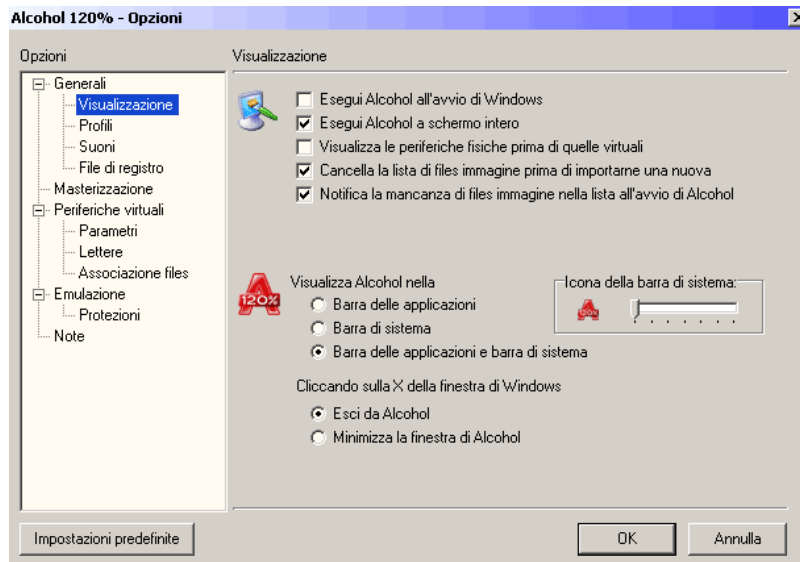 Alcohol 120% - Opzioni
Opzioni
Generali
Visualizzazione
Profili
Suoni
File di registro
Masterizzazione
Periferiche virtuali
Parametri
Lettere
Associazione files
Emulazione
Protezioni
Note
Visualizzazione
Esegui Alcohol all'avvio di Windows
Esegui Alcohol a schermo intero
Visualizza le periferiche fisiche prima di quelle virtuali
Cancella la lista di files immagine prima di importarne una nuova
Notifica la mancanza di files immagine nella lista all'avvio di Alcohol
120%
Visualizza Alcohol nella
Barra delle applicazioni
Barra di sistema
Barra delle applicazioni e barra di sistema
Icona della barra di sistema:
Cliccando sulla X della finestra di Windows
Esci da Alcohol
Minimizza la finestra di Alcohol
Impostazioni predefinite
OK
Annulla